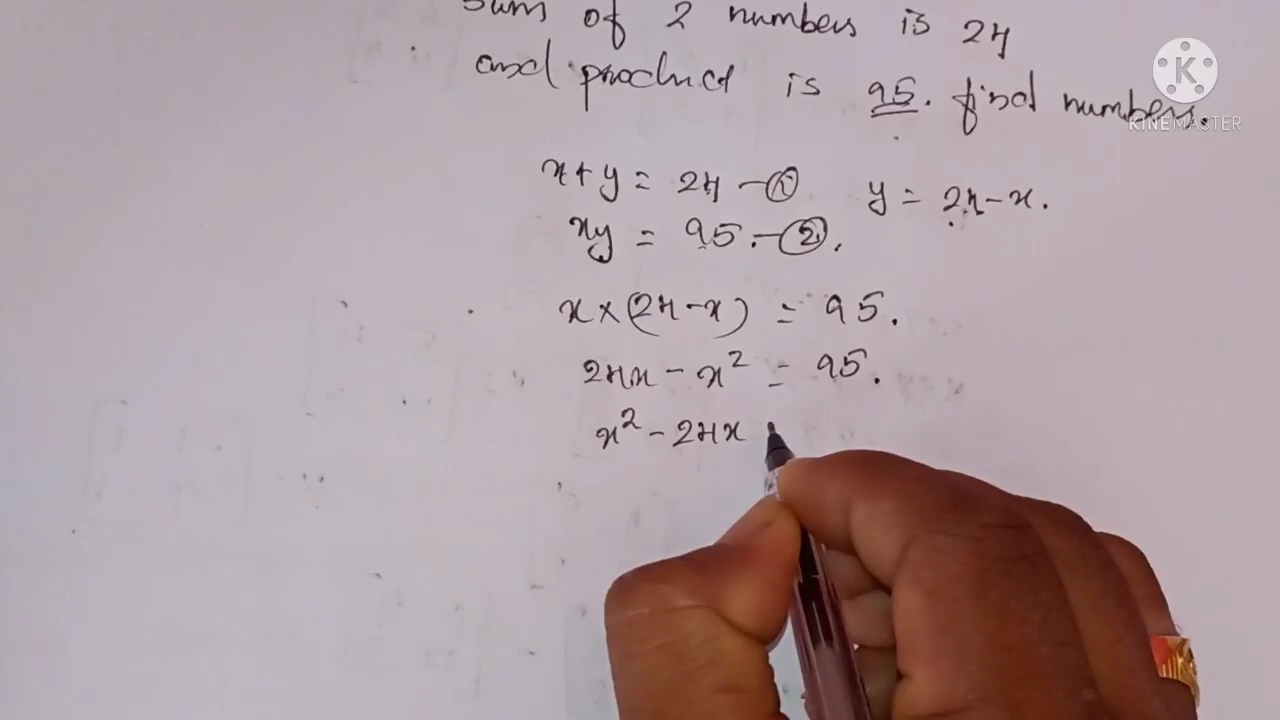 Sum of 2 numbers is 24
and product is 95. find numbers.
x+y = 24 - ① y = 24-x.
xy = 95. - ②.
x×(24-x) = 95.
24x - x² = 95.
x² - 24x
K
KINEMASTER